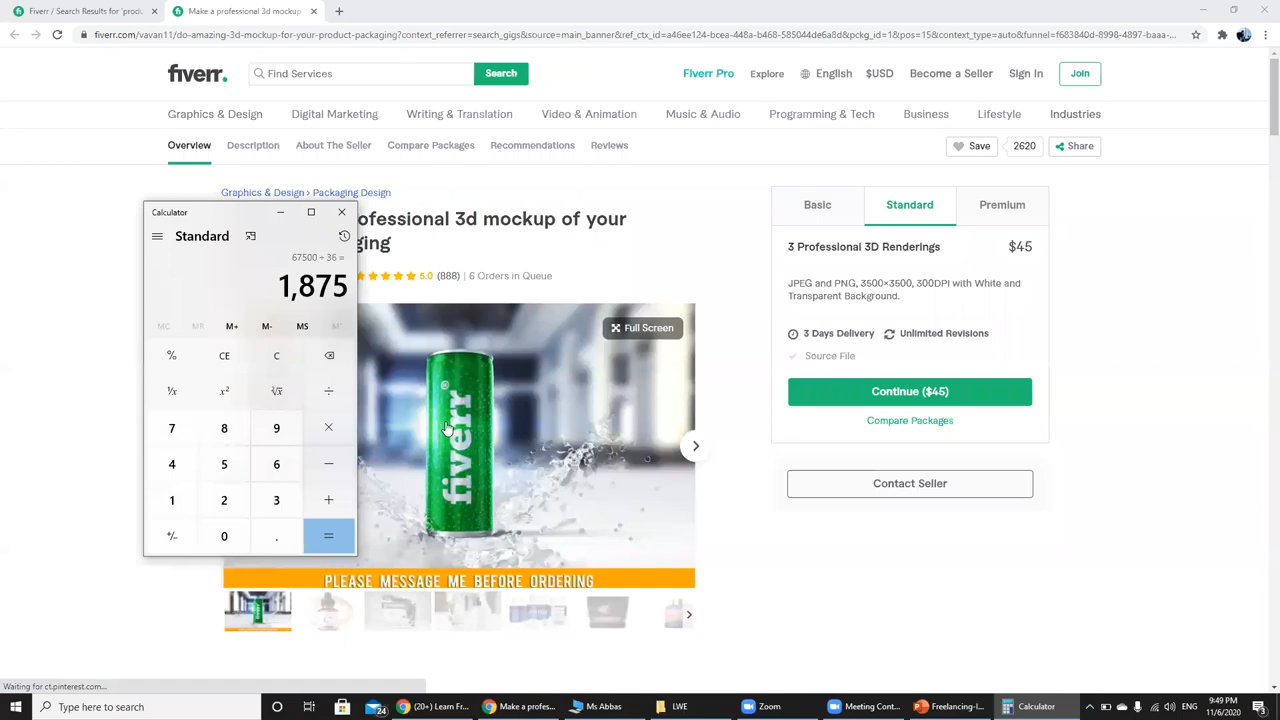 Fiverr / Search Results for 'produ
Make a professional 3d mockup
fiverr.com/vavan11/do-amazing-3d-mockup-for-your-product-packaging?context_referrer=search_gigs&source=main_banner&ref_ctx_id=a46ee124-bcea-448a-b468-585044de6a8d&pckg_id=1&pos=15&context_type=auto&funnel=f683840d-8998-4897-baaa-...
fiverr.
Find Services
Search
Fiverr Pro
Explore
English
$USD
Become a Seller
Sign In
Join
Graphics & Design
Digital Marketing
Writing & Translation
Video & Animation
Music & Audio
Programming & Tech
Business
Lifestyle
Industries
Overview
Description
About The Seller
Compare Packages
Recommendations
Reviews
Save
2620
Share
Graphics & Design › Packaging Design
ofessional 3d mockup of your
ging
5.0 (888) | 6 Orders in Queue
Full Screen
fiverr®
PLEASE MESSAGE ME BEFORE ORDERING
Calculator
Standard
67500 ÷ 36 =
1,875
MC MR M+ M- MS M˅
% CE C
¹/x x² ²√x ÷
7 8 9 ×
4 5 6 −
1 2 3 +
+/− 0 . =
Basic
Standard
Premium
3 Professional 3D Renderings
$45
JPEG and PNG, 3500×3500, 300DPI with White and
Transparent Background.
3 Days Delivery
Unlimited Revisions
Source File
Continue ($45)
Compare Packages
Contact Seller
Waiting for ct.pinterest.com...
Type here to search
24
(20+) Learn Fr...
Make a profes...
Ms Abbas
LWE
Zoom
Meeting Cont...
Freelancing-I...
Calculator
ENG
9:49 PM
11/6/2020